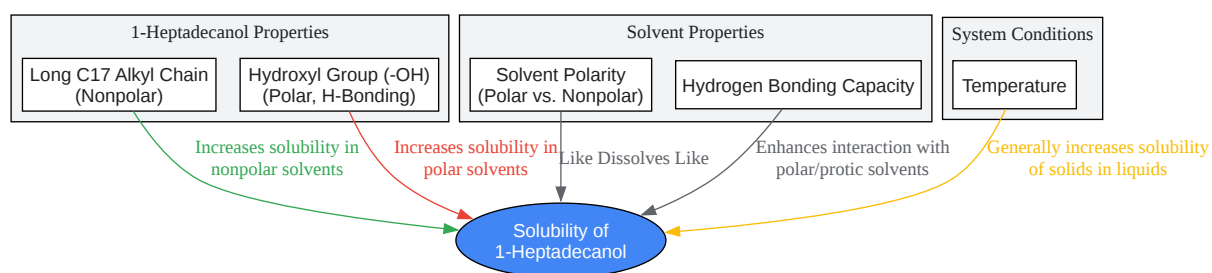 1-Heptadecanol Properties
Solvent Properties
System Conditions
Long C17 Alkyl Chain
(Nonpolar)
Hydroxyl Group (-OH)
(Polar, H-Bonding)
Solvent Polarity
(Polar vs. Nonpolar)
Hydrogen Bonding Capacity
Temperature
Increases solubility in
nonpolar solvents
Increases solubility in
polar solvents
Like Dissolves Like
Enhances interaction with
polar/protic solvents
Generally increases solubility
of solids in liquids
Solubility of
1-Heptadecanol